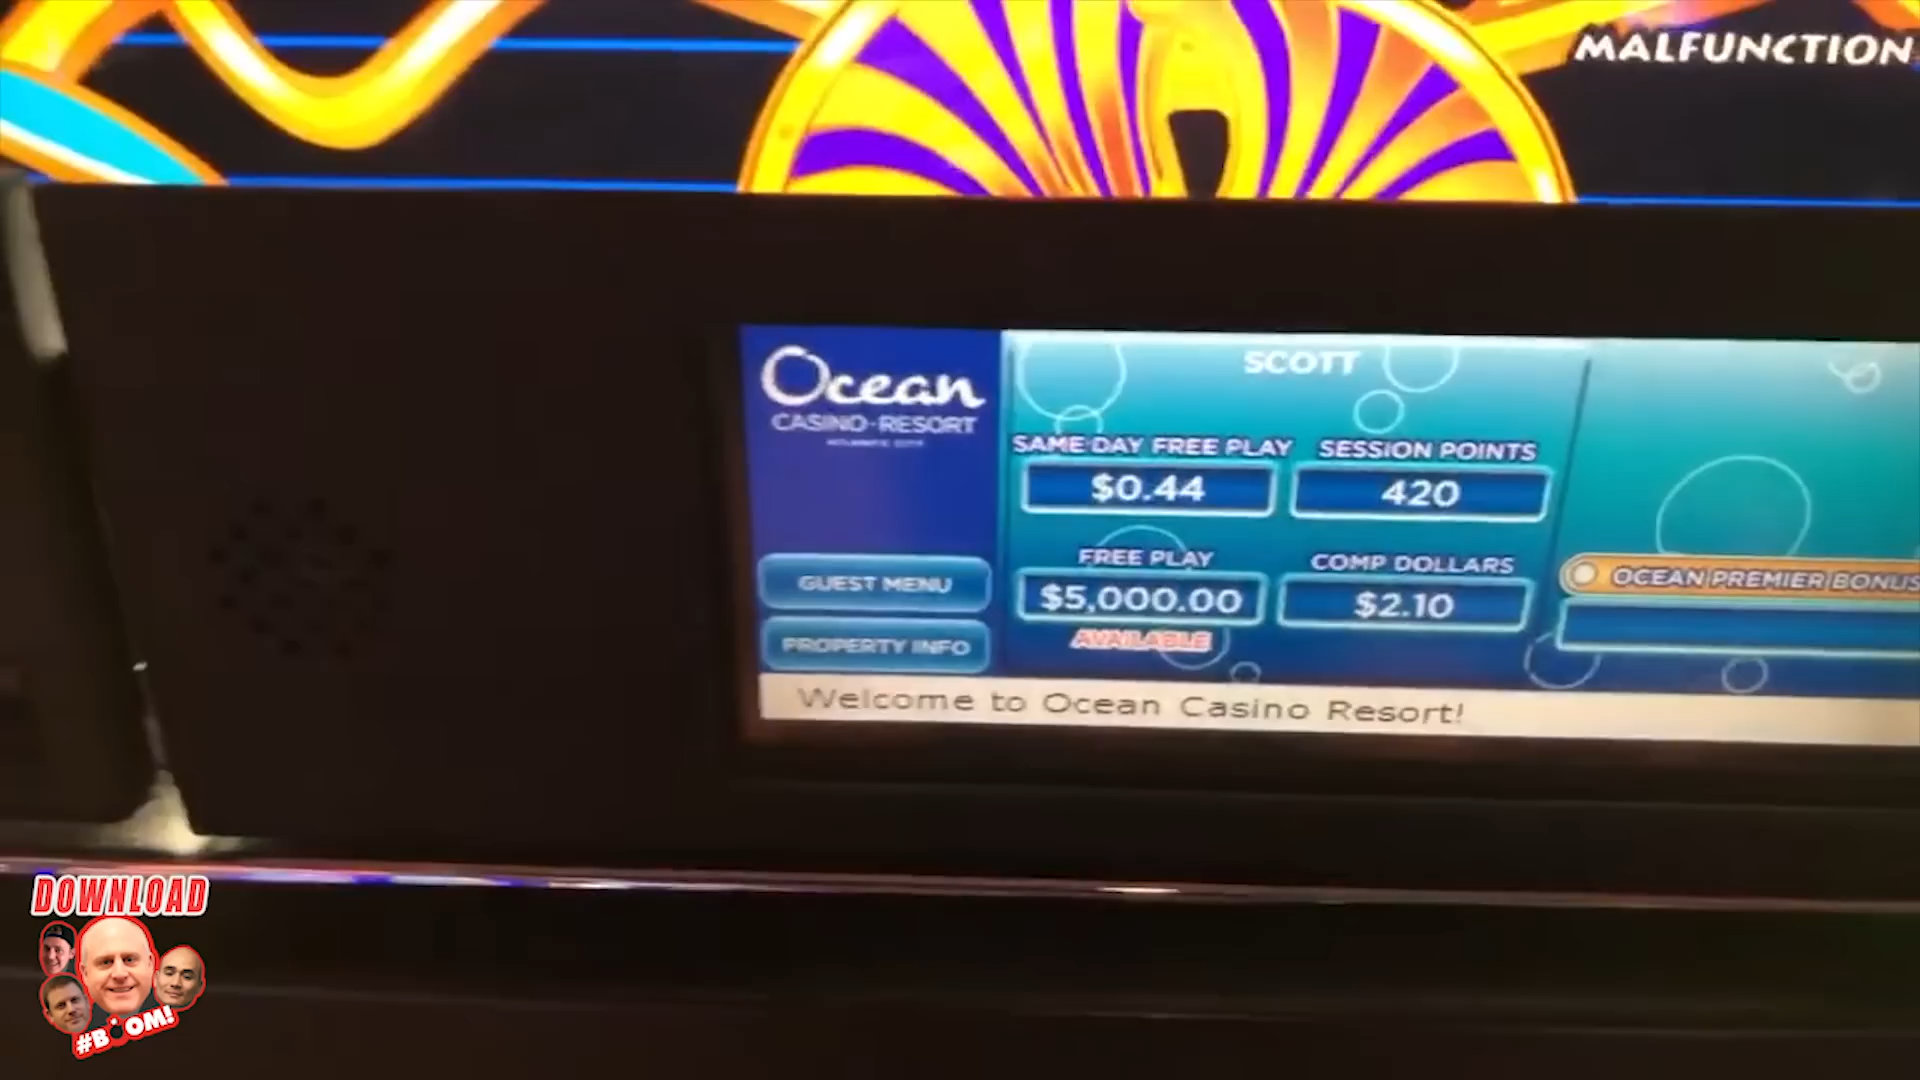 MALFUNCTION
Ocean
CASINO·RESORT
ATLANTIC CITY
SCOTT
SAME DAY FREE PLAY
SESSION POINTS
$0.44
420
FREE PLAY
COMP DOLLARS
$5,000.00
$2.10
AVAILABLE
GUEST MENU
PROPERTY INFO
OCEAN PREMIER BONUS
Welcome to Ocean Casino Resort!
DOWNLOAD
#BOOM!